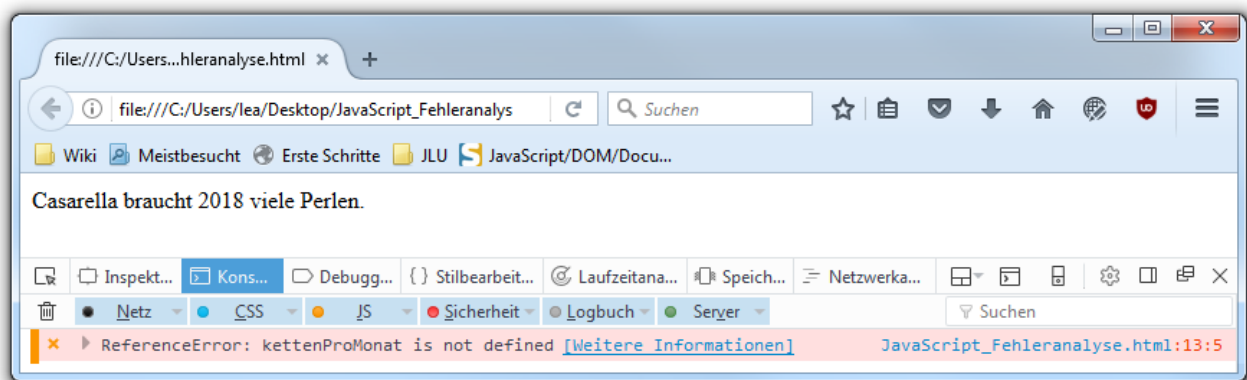 file:///C:/Users...hleranalyse.html
file:///C:/Users/lea/Desktop/JavaScript_Fehleranalys Suchen
Wiki Meistbesucht Erste Schritte JLU JavaScript/DOM/Docu...
Casarella braucht 2018 viele Perlen.
Inspekt... Kons... Debugg... { } Stilbearbeit... Laufzeitana... Speich... Netzwerka...
Netz CSS JS Sicherheit Logbuch Server Suchen
ReferenceError: kettenProMonat is not defined [Weitere Informationen] JavaScript_Fehleranalyse.html:13:5